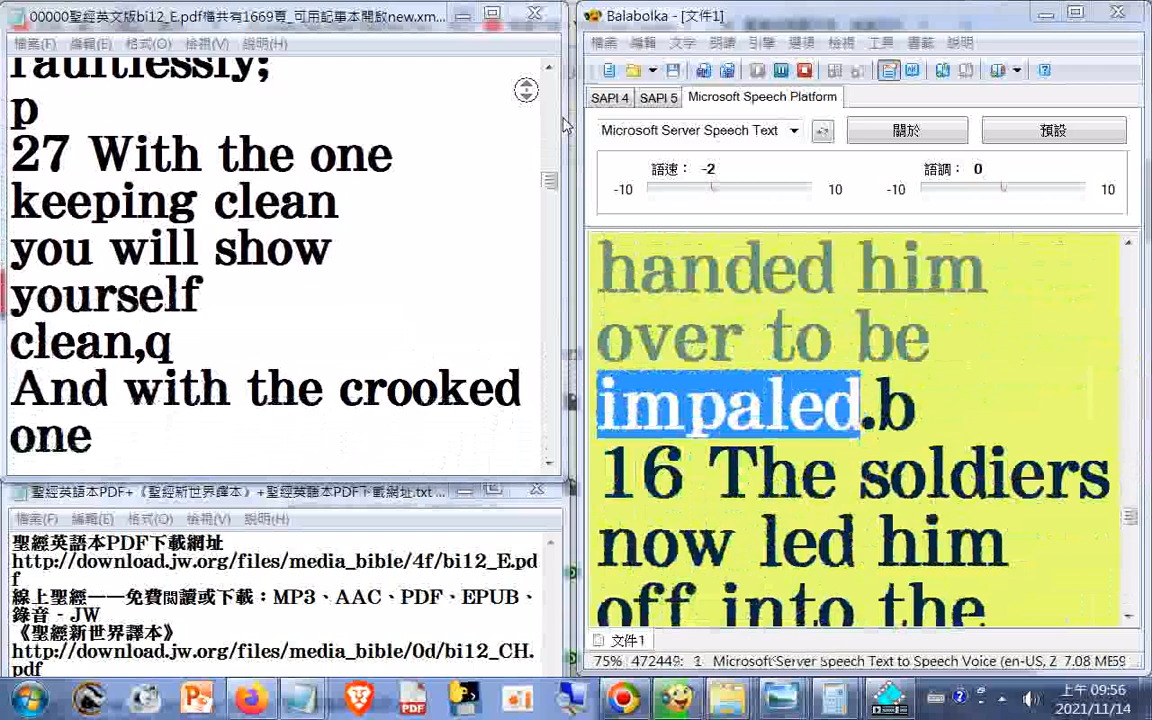 00000聖經英文版bi12_E.pdf檔共有1669頁_可用記事本開啟new.xm...
檔案(F) 編輯(E) 格式(O) 檢視(V) 說明(H)
faultlessly;
p
27 With the one
keeping clean
you will show
yourself
clean,q
And with the crooked
one
聖經英語本PDF+《聖經新世界譯本》+聖經英語本PDF下載網址.txt ...
檔案(F) 編輯(E) 格式(O) 檢視(V) 說明(H)
聖經英語本PDF下載網址
http://download.jw.org/files/media_bible/4f/bi12_E.pd
f
線上聖經——免費閱讀或下載：MP3、AAC、PDF、EPUB、
錄音 - JW
《聖經新世界譯本》
http://download.jw.org/files/media_bible/0d/bi12_CH.
pdf
Balabolka - [文件1]
檔案 編輯 文字 朗讀 引擎 選項 檢視 工具 書籤 說明
SAPI 4 SAPI 5 Microsoft Speech Platform
Microsoft Server Speech Text 關於 預設
語速： -2 語調： 0
-10 10 -10 10
handed him
over to be
impaled.b
16 The soldiers
now led him
off into the
文件1
75% 472449: 1 Microsoft Server Speech Text to Speech Voice (en-US, Z 7.08 ME59
PDF
上午 09:56
2021/11/14